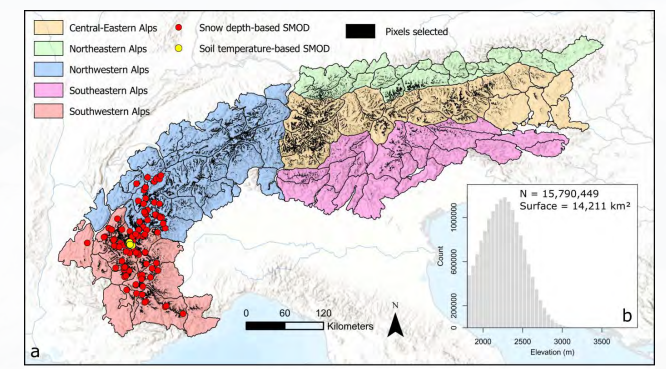 Central-Eastern Alps
Northeastern Alps
Northwestern Alps
Southeastern Alps
Southwestern Alps
Snow depth-based SMOD
Soil temperature-based SMOD
Pixels selected
N
0 60 120
Kilometers
a
N = 15,790,449
Surface = 14,211 km²
Count
0 200000 600000 1000000
2000 2500 3000 3500
Elevation (m)
b